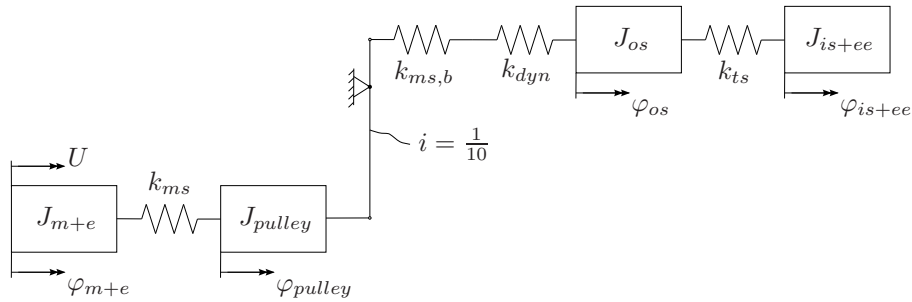 J_{os}
J_{is+ee}
k_{ms,b}
k_{dyn}
k_{ts}
φ_{os}
φ_{is+ee}
i = \frac{1}{10}
U
k_{ms}
J_{m+e}
J_{pulley}
φ_{m+e}
φ_{pulley}